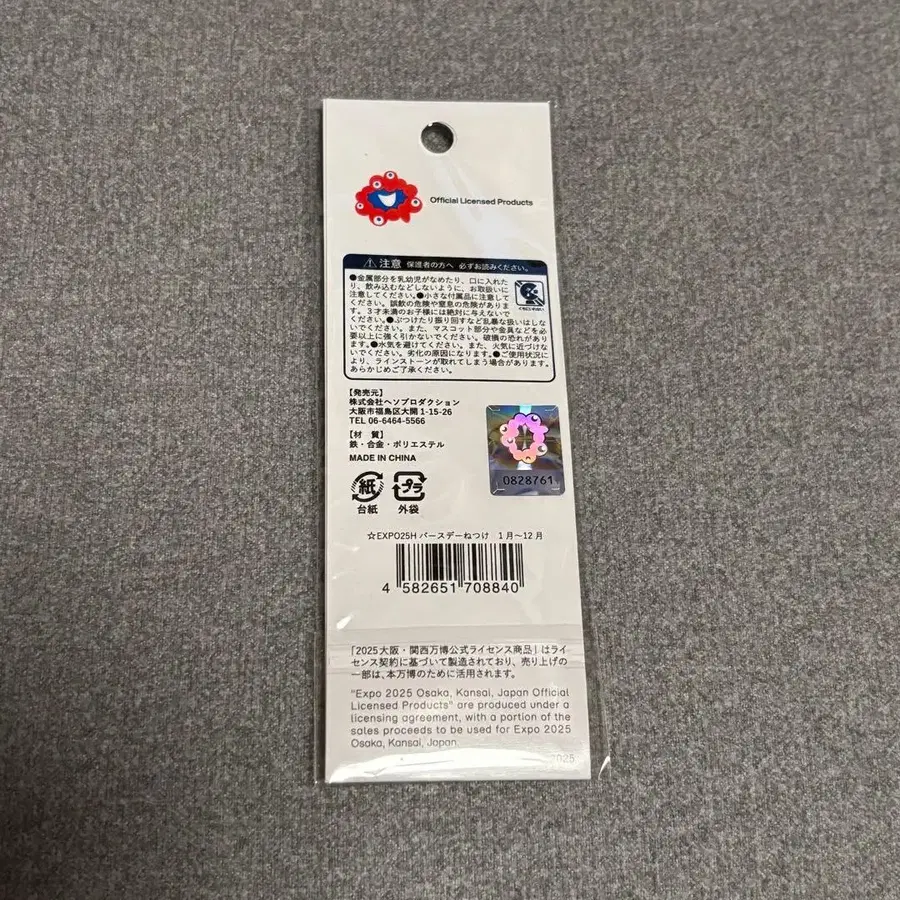 Official Licensed Products
注意 保護者の方へ 必ずお読みください。
●金属部分を乳幼児がなめたり、口に入れた
り、飲み込むなどしないように、お取扱いに
注意してください。●小さな付属品に注意して
ください。誤飲の危険や窒息の危険がありま
す。3才未満のお子様には絶対に与えないで
ください。●ぶつけたり振り回すなど乱暴な扱いはしな
いでください。また、マスコット部分や金具などを必
要以上に強く引かないでください。破損の恐れがあり
ます。●水気を避けてください。また、火気に近づけな
いでください。劣化の原因になります。●ご使用状況に
より、ラインストーンが取れてしまう場合があります。
あらかじめご了承ください。
【発売元】
株式会社ヘソプロダクション
大阪市福島区大開 1-15-26
TEL 06-6464-5566
【材 質】
鉄・合金・ポリエステル
MADE IN CHINA
0828761
紙 プラ
台紙 外袋
☆EXPO25H バースデーねつけ 1月〜12月
4 582651 708840
「2025大阪・関西万博公式ライセンス商品」はラ
イセンス契約に基づいて製造されており、売り上げの
一部は、本万博のために活用されます。
"Expo 2025 Osaka, Kansai, Japan Official
Licensed Products" are produced under a
licensing agreement, with a portion of the
sales proceeds to be used for Expo 2025
Osaka, Kansai, Japan.
2025